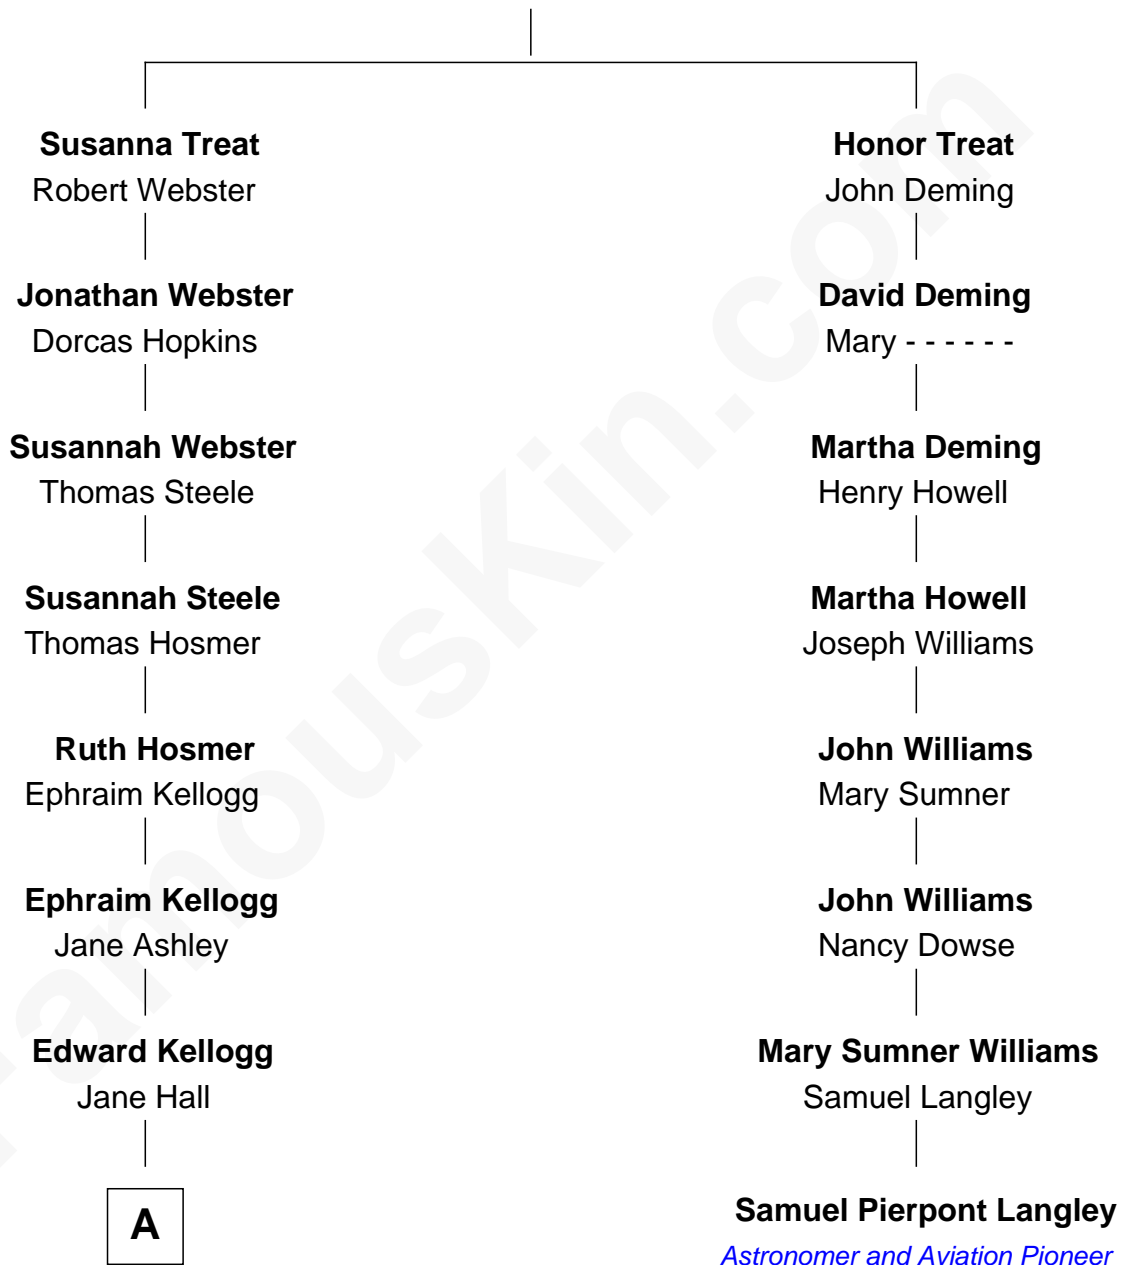 Susanna Treat
Robert Webster
Honor Treat
John Deming
Jonathan Webster
Dorcas Hopkins
David Deming
Mary - - - - - -
Susannah Webster
Thomas Steele
Martha Deming
Henry Howell
Susannah Steele
Thomas Hosmer
Martha Howell
Joseph Williams
Ruth Hosmer
Ephraim Kellogg
John Williams
Mary Sumner
Ephraim Kellogg
Jane Ashley
John Williams
Nancy Dowse
Edward Kellogg
Jane Hall
Mary Sumner Williams
Samuel Langley
A
Samuel Pierpont Langley
Astronomer and Aviation Pioneer
FamousKin.com